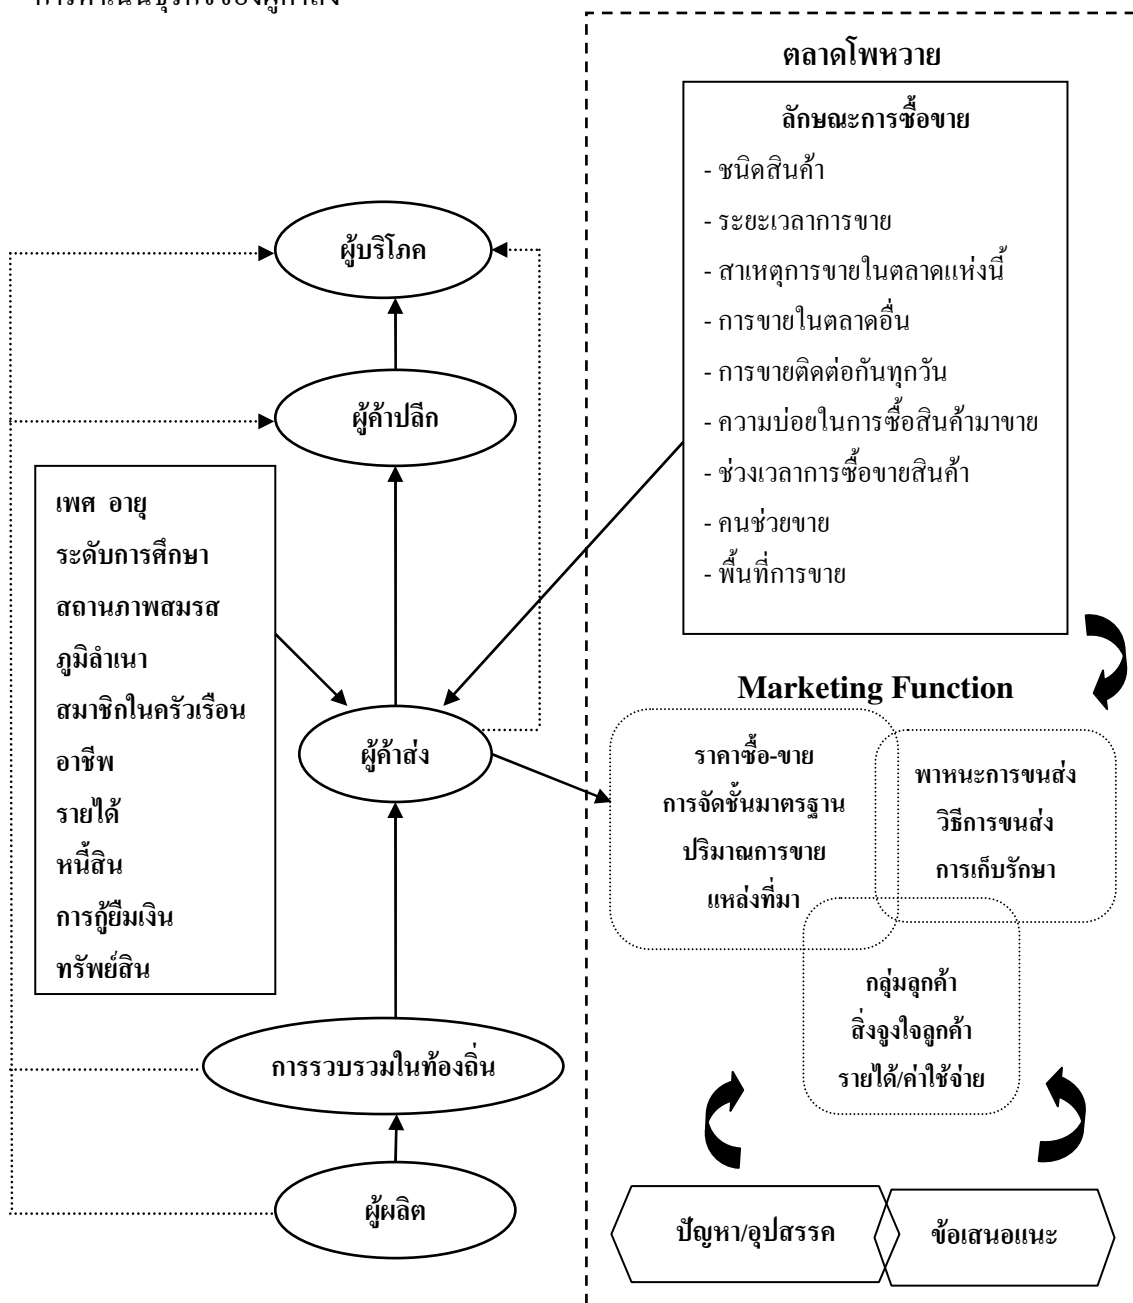 การดำเนินธุรกิจของผู้ค้าส่ง
ตลาดโพหวาย
ลักษณะการซื้อขาย
- ชนิดสินค้า
- ระยะเวลาการขาย
- สาเหตุการขายในตลาดแห่งนี้
- การขายในตลาดอื่น
- การขายติดต่อกันทุกวัน
- ความบ่อยในการซื้อสินค้ามาขาย
- ช่วงเวลาการซื้อขายสินค้า
- คนช่วยขาย
- พื้นที่การขาย
ผู้บริโภค
ผู้ค้าปลีก
เพศ อายุ
ระดับการศึกษา
สถานภาพสมรส
ภูมิลำเนา
สมาชิกในครัวเรือน
อาชีพ
รายได้
หนี้สิน
การกู้ยืมเงิน
ทรัพย์สิน
ผู้ค้าส่ง
การรวบรวมในท้องถิ่น
ผู้ผลิต
Marketing Function
ราคาซื้อ-ขาย
การจัดชั้นมาตรฐาน
ปริมาณการขาย
แหล่งที่มา
พาหนะการขนส่ง
วิธีการขนส่ง
การเก็บรักษา
กลุ่มลูกค้า
สิ่งจูงใจลูกค้า
รายได้/ค่าใช้จ่าย
ปัญหา/อุปสรรค
ข้อเสนอแนะ